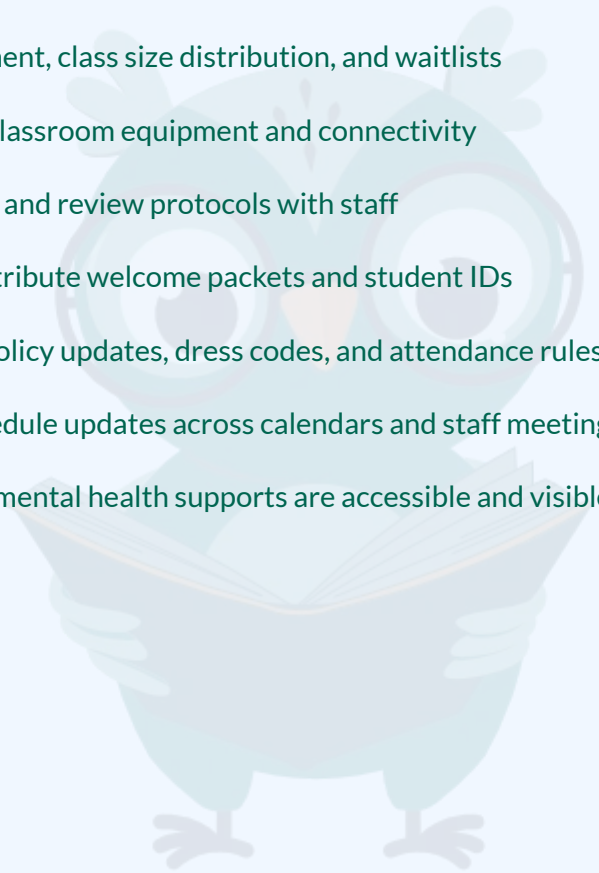 ent, class size distribution, and waitlists
lassroom equipment and connectivity
and review protocols with staff
tribute welcome packets and student IDs
olicy updates, dress codes, and attendance rules
edule updates across calendars and staff meeting
mental health supports are accessible and visible